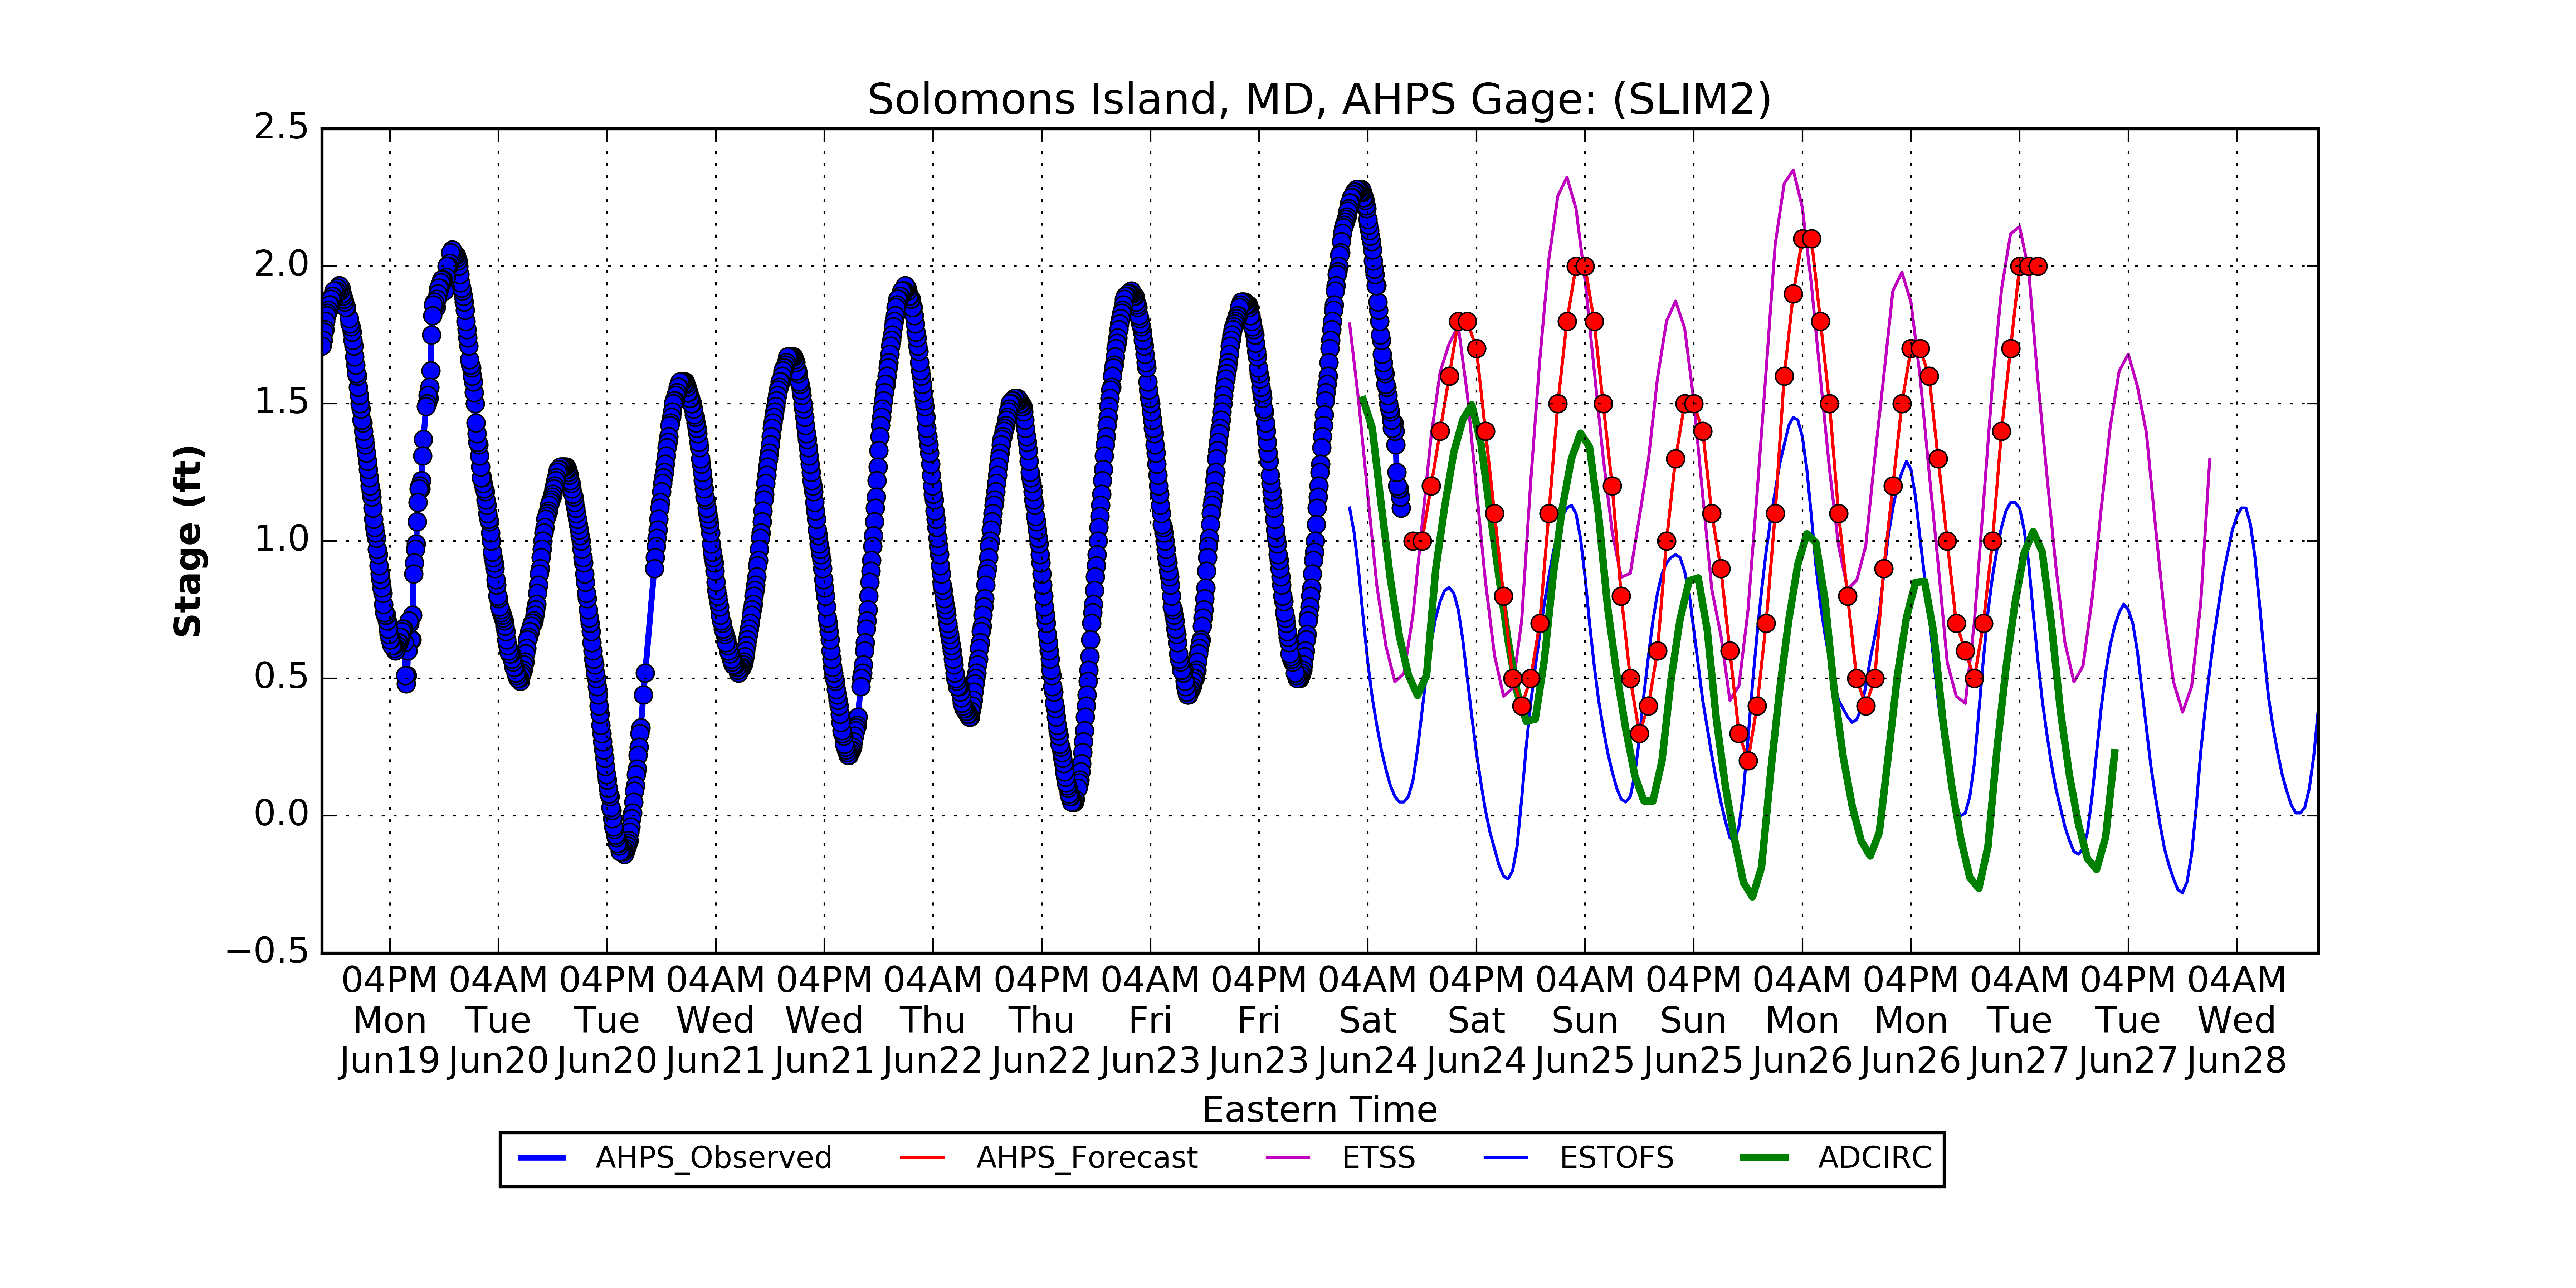 Solomons Island, MD, AHPS Gage: (SLIM2)
2.5
2.0
1.5
1.0
0.5
0.0
−0.5
Stage (ft)
04PM 04AM 04PM 04AM 04PM 04AM 04PM 04AM 04PM 04AM 04PM 04AM 04PM 04AM 04PM 04AM 04PM 04AM
Mon Tue Tue Wed Wed Thu Thu Fri Fri Sat Sat Sun Sun Mon Mon Tue Tue Wed
Jun19 Jun20 Jun20 Jun21 Jun21 Jun22 Jun22 Jun23 Jun23 Jun24 Jun24 Jun25 Jun25 Jun26 Jun26 Jun27 Jun27 Jun28
Eastern Time
AHPS_Observed AHPS_Forecast ETSS ESTOFS ADCIRC